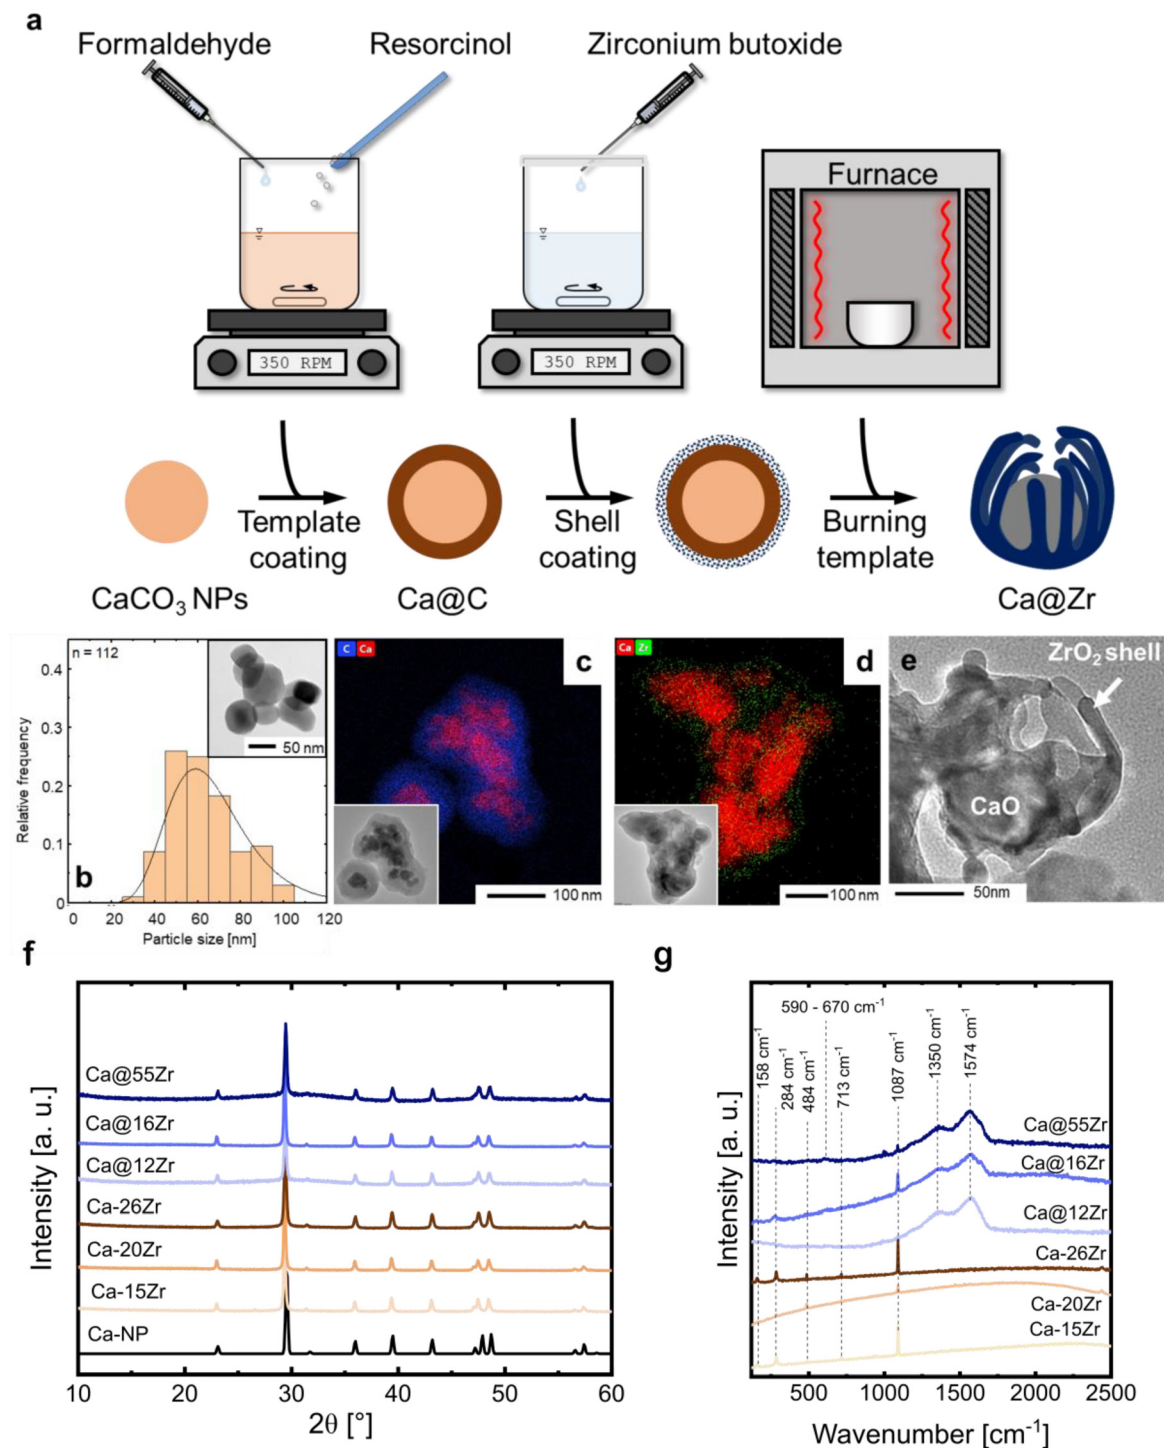 a
Formaldehyde
Resorcinol
Zirconium butoxide
Furnace
350 RPM
350 RPM
Template
coating
Shell
coating
Burning
template
CaCO3 NPs
Ca@C
Ca@Zr
n = 112
0.4
0.3
0.2
0.1
0
Relative frequency
50 nm
b
0 20 40 60 80 100 120
Particle size [nm]
C Ca
c
100 nm
Ca Zr
d
100 nm
e
ZrO2 shell
CaO
50nm
f
Intensity [a. u.]
Ca@55Zr
Ca@16Zr
Ca@12Zr
Ca-26Zr
Ca-20Zr
Ca-15Zr
Ca-NP
10 20 30 40 50 60
2θ [°]
g
Intensity [a. u.]
590 - 670 cm-1
158 cm-1
284 cm-1
484 cm-1
713 cm-1
1087 cm-1
1350 cm-1
1574 cm-1
Ca@55Zr
Ca@16Zr
Ca@12Zr
Ca-26Zr
Ca-20Zr
Ca-15Zr
500 1000 1500 2000 2500
Wavenumber [cm-1]